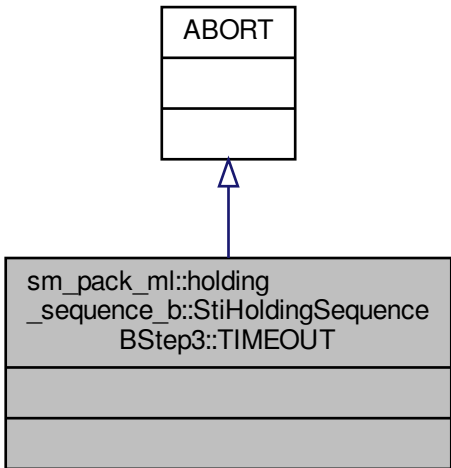 ABORT
sm_pack_ml::holding
_sequence_b::StiHoldingSequence
BStep3::TIMEOUT